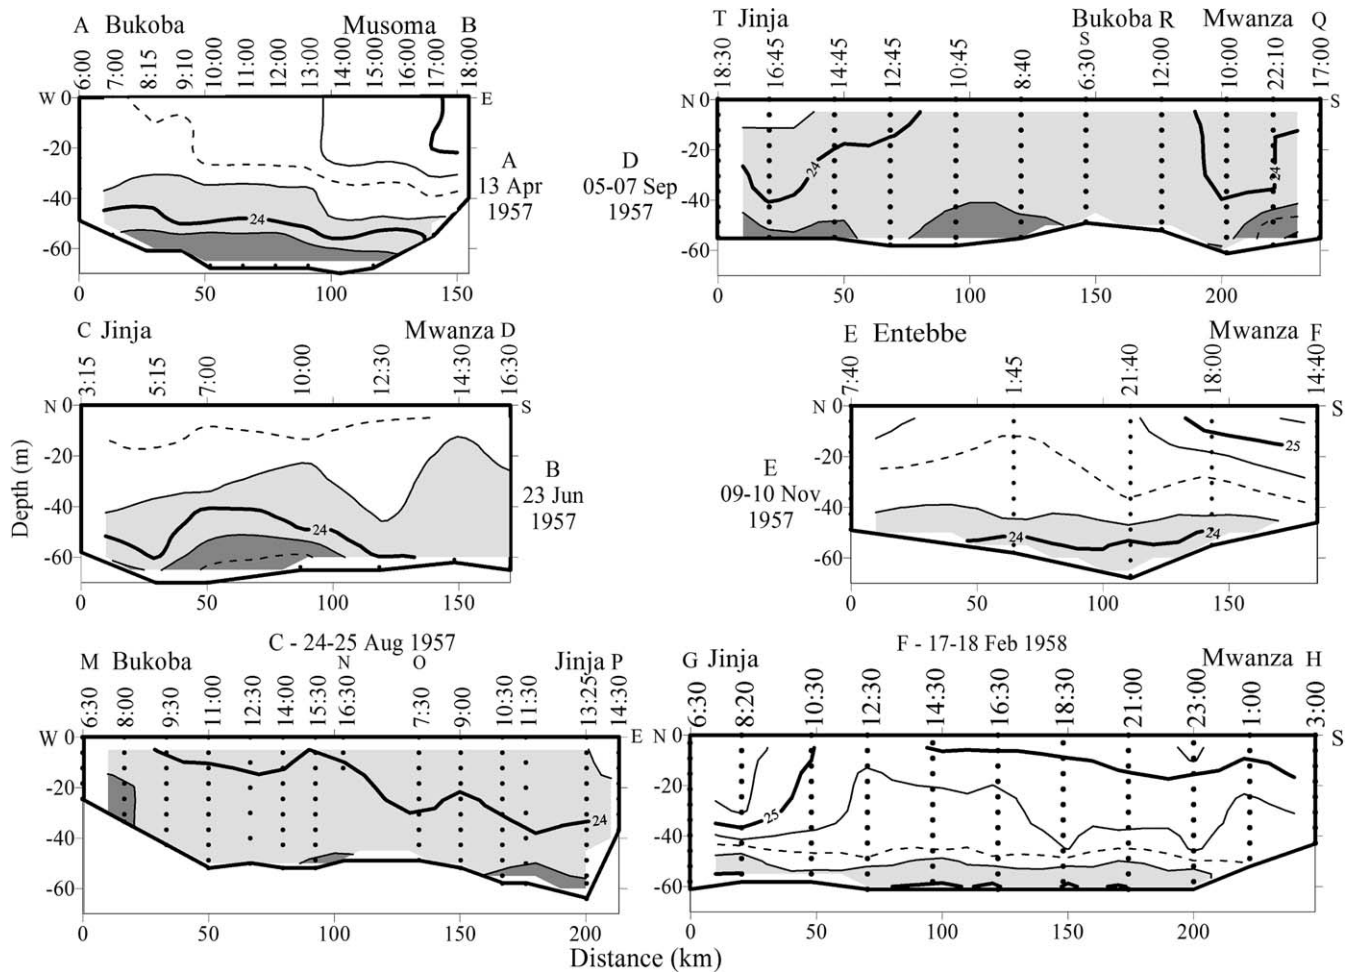 A Bukoba Musoma B
6:00 7:00 8:15 9:10 10:00 11:00 12:00 13:00 14:00 15:00 16:00 17:00 18:00
W 0 E
-20
-40
-60
24
0 50 100 150
A
13 Apr
1957
T Jinja Bukoba R Mwanza Q
S
18:30 16:45 14:45 12:45 10:45 8:40 6:30 12:00 10:00 22:10 17:00
N 0 S
-20
-40
-60
24 24
0 50 100 150 200
D
05-07 Sep
1957
C Jinja Mwanza D
3:15 5:15 7:00 10:00 12:30 14:30 16:30
N 0 S
-20
-40
-60
24
0 50 100 150
B
23 Jun
1957
Depth (m)
E Entebbe Mwanza F
7:40 1:45 21:40 18:00 14:40
N 0 S
-20
-40
-60
25
24 24
0 50 100 150
E
09-10 Nov
1957
C - 24-25 Aug 1957
M Bukoba N O Jinja P
6:30 8:00 9:30 11:00 12:30 14:00 15:30 16:30 7:30 9:00 10:30 11:30 13:25 14:30
W 0 E
-20
-40
-60
24
0 50 100 150 200
F - 17-18 Feb 1958
G Jinja Mwanza H
6:30 8:20 10:30 12:30 14:30 16:30 18:30 21:00 23:00 1:00 3:00
N 0 S
-20
-40
-60
25
0 50 100 150 200
Distance (km)